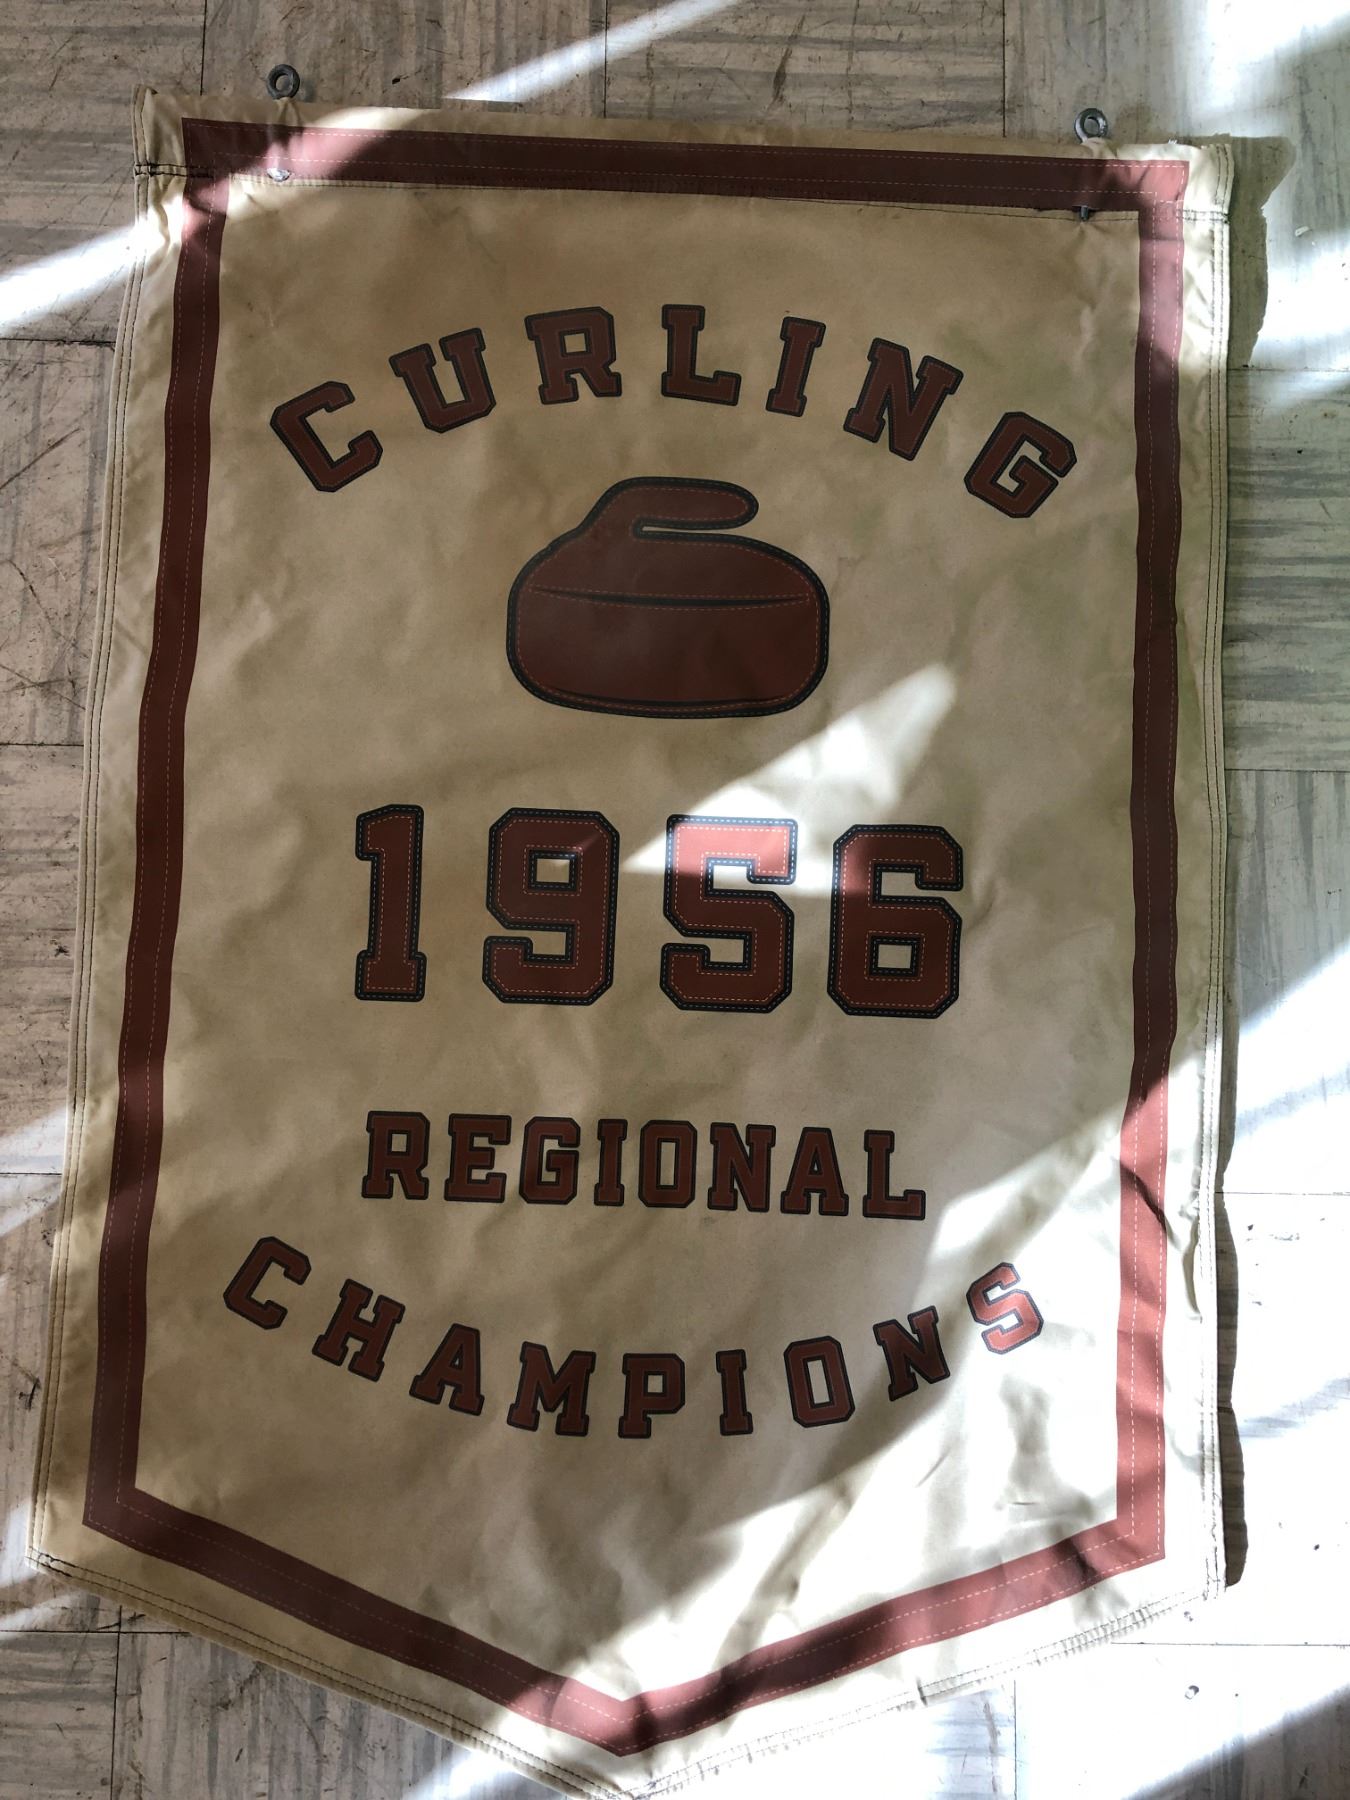 CURLING
1956
REGIONAL
CHAMPIONS